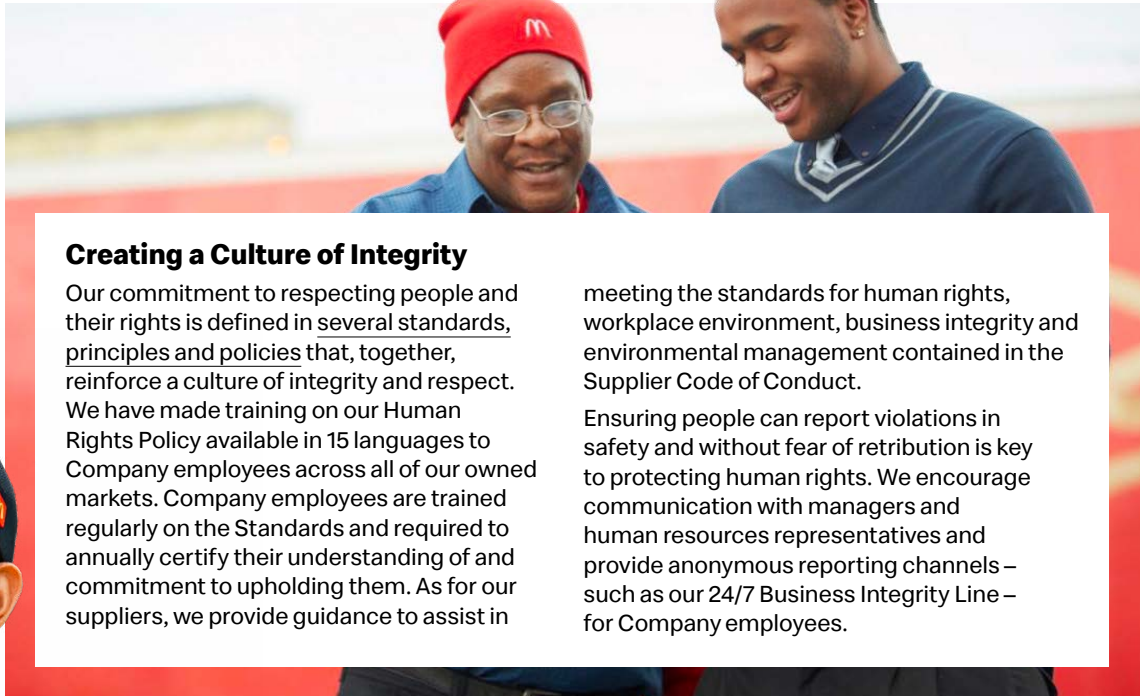 Creating a Culture of Integrity
Our commitment to respecting people and
their rights is defined in several standards,
principles and policies that, together,
reinforce a culture of integrity and respect.
We have made training on our Human
Rights Policy available in 15 languages to
Company employees across all of our owned
markets. Company employees are trained
regularly on the Standards and required to
annually certify their understanding of and
commitment to upholding them. As for our
suppliers, we provide guidance to assist in
meeting the standards for human rights,
workplace environment, business integrity and
environmental management contained in the
Supplier Code of Conduct.
Ensuring people can report violations in
safety and without fear of retribution is key
to protecting human rights. We encourage
communication with managers and
human resources representatives and
provide anonymous reporting channels –
such as our 24/7 Business Integrity Line –
for Company employees.